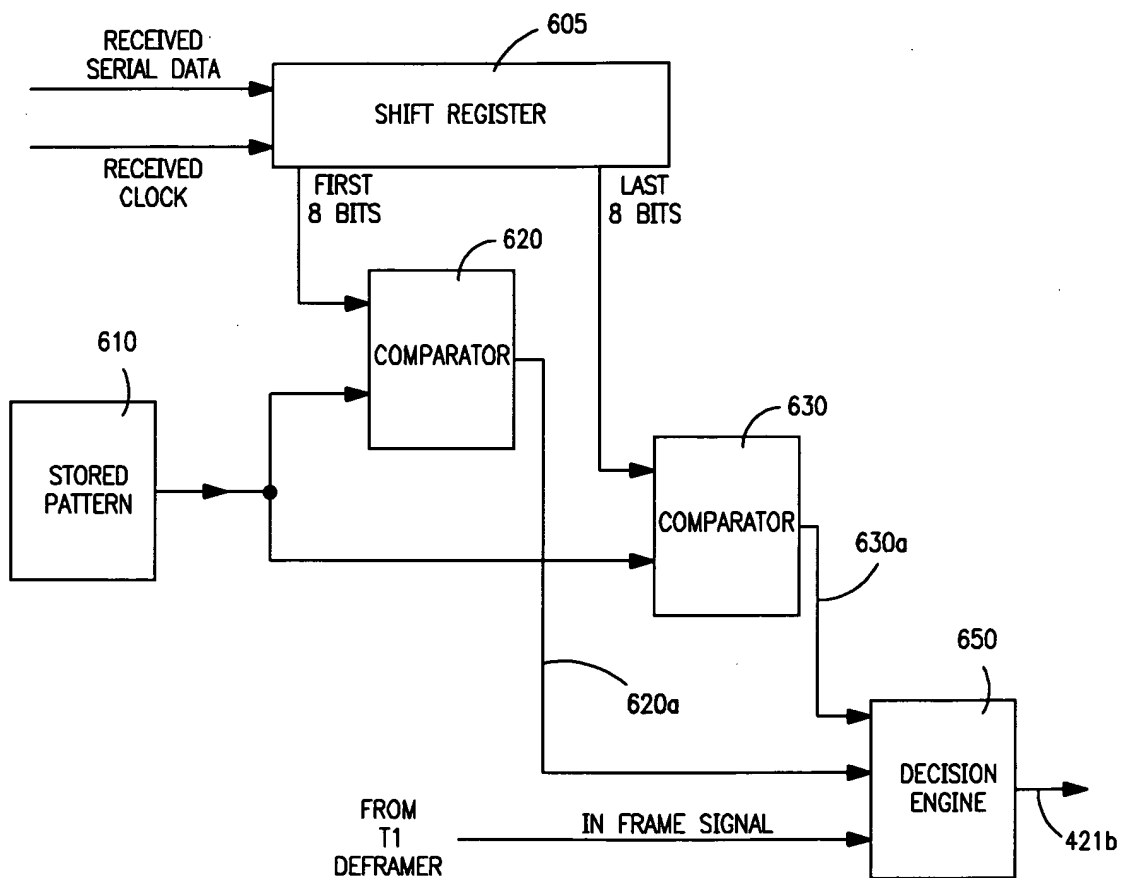 605
RECEIVED
SERIAL DATA
SHIFT REGISTER
RECEIVED
CLOCK
FIRST
8 BITS
LAST
8 BITS
620
COMPARATOR
610
STORED
PATTERN
630
COMPARATOR
630a
620a
650
DECISION
ENGINE
FROM
T1
DEFRAMER
IN FRAME SIGNAL
421b